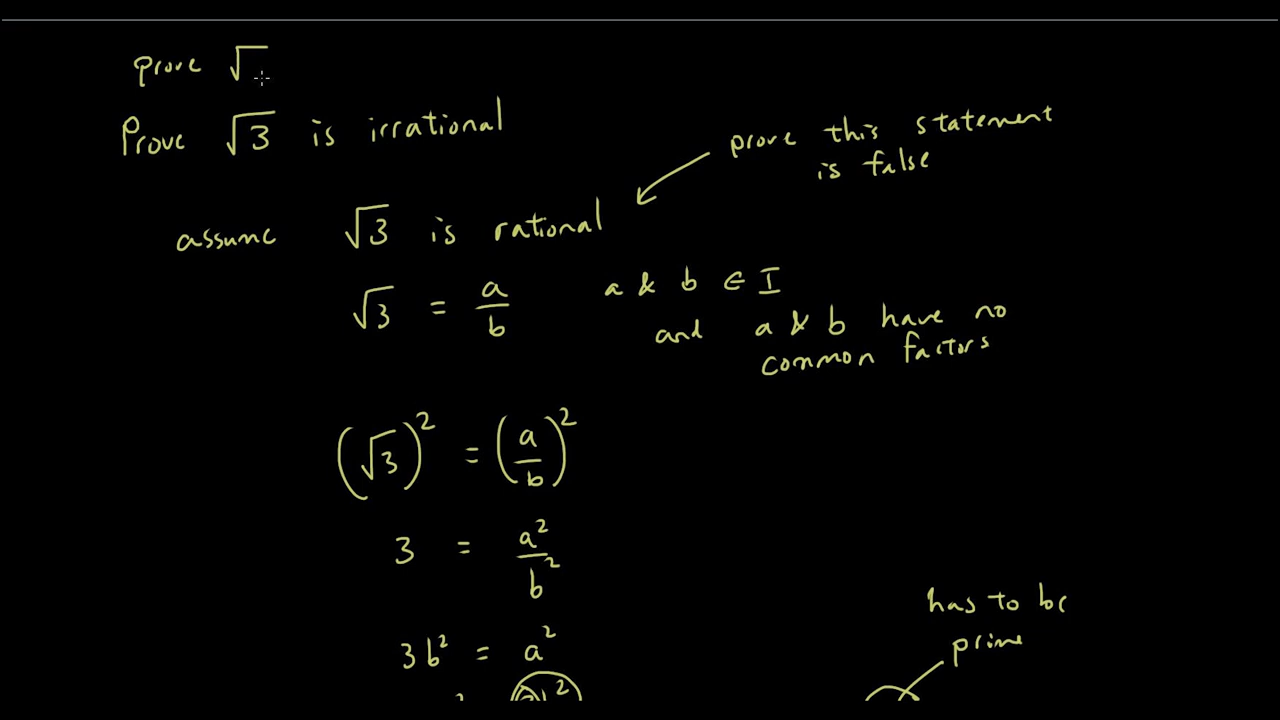 prove √
Prove √3 is irrational
prove this statement
is false
assume √3 is rational
√3 = a/b a & b ∈ I
and a & b have no
common factors
(√3)² = (a/b)²
3 = a²/b²
has to be
prime
3b² = a²